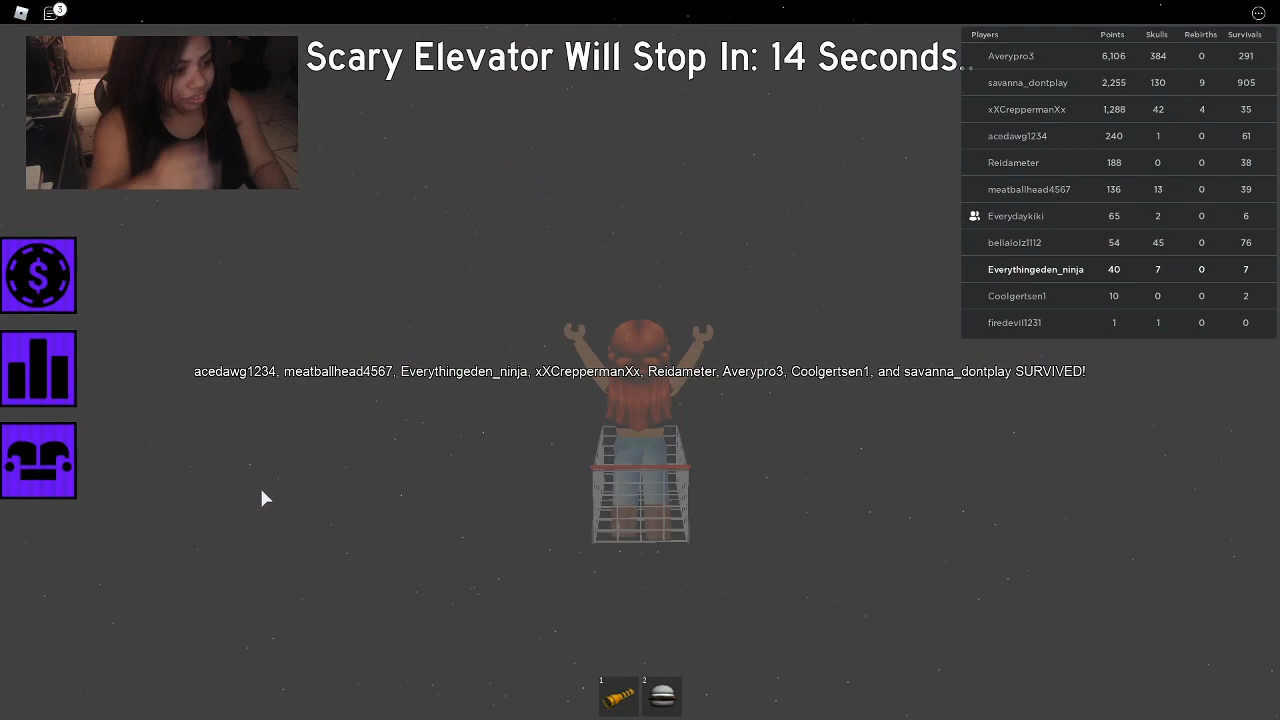 3
Scary Elevator Will Stop In: 14 Seconds...
Players Points Skulls Rebirths Survivals
Averypro3 6,106 384 0 291
savanna_dontplay 2,255 130 9 905
xXCreppermanXx 1,288 42 4 35
acedawg1234 240 1 0 61
Reidameter 188 0 0 38
meatballhead4567 136 13 0 39
Everydaykiki 65 2 0 6
bellalolz1112 54 45 0 76
Everythingeden_ninja 40 7 0 7
Coolgertsen1 10 0 0 2
firedevil1231 1 1 0 0
$
acedawg1234, meatballhead4567, Everythingeden_ninja, xXCreppermanXx, Reidameter, Averypro3, Coolgertsen1, and savanna_dontplay SURVIVED!
1 2